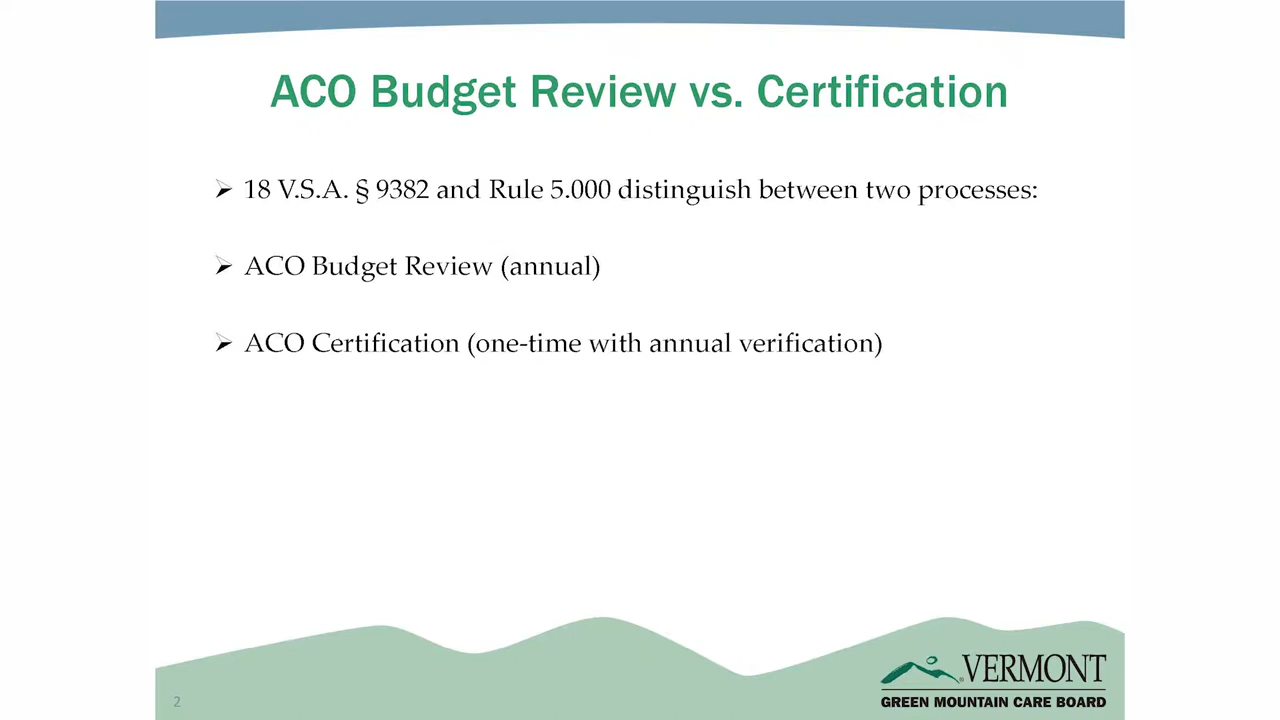 ACO Budget Review vs. Certification
➢ 18 V.S.A. § 9382 and Rule 5.000 distinguish between two processes:
➢ ACO Budget Review (annual)
➢ ACO Certification (one-time with annual verification)
2
VERMONT
GREEN MOUNTAIN CARE BOARD